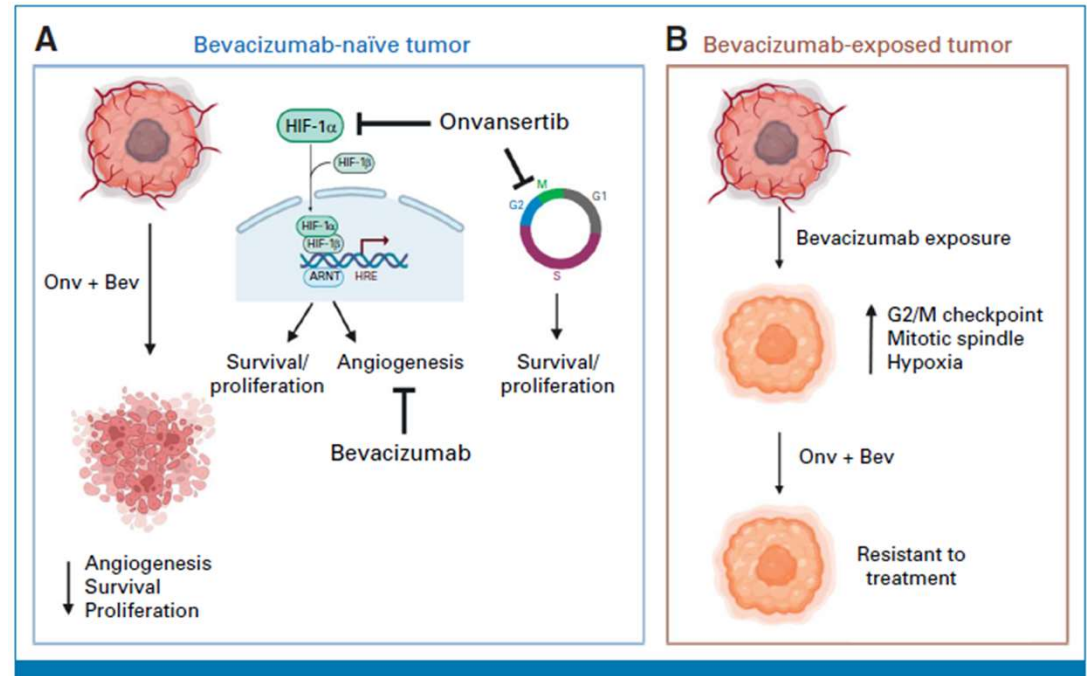 A
Bevacizumab-naïve tumor
HIF-1α
Onvansertib
HIF-1β
M
G1
G2
S
HIF-1α
HIF-1β
ARNT
HRE
Onv + Bev
Survival/
proliferation
Angiogenesis
Survival/
proliferation
Bevacizumab
Angiogenesis
Survival
Proliferation
B
Bevacizumab-exposed tumor
Bevacizumab exposure
G2/M checkpoint
Mitotic spindle
Hypoxia
Onv + Bev
Resistant to
treatment